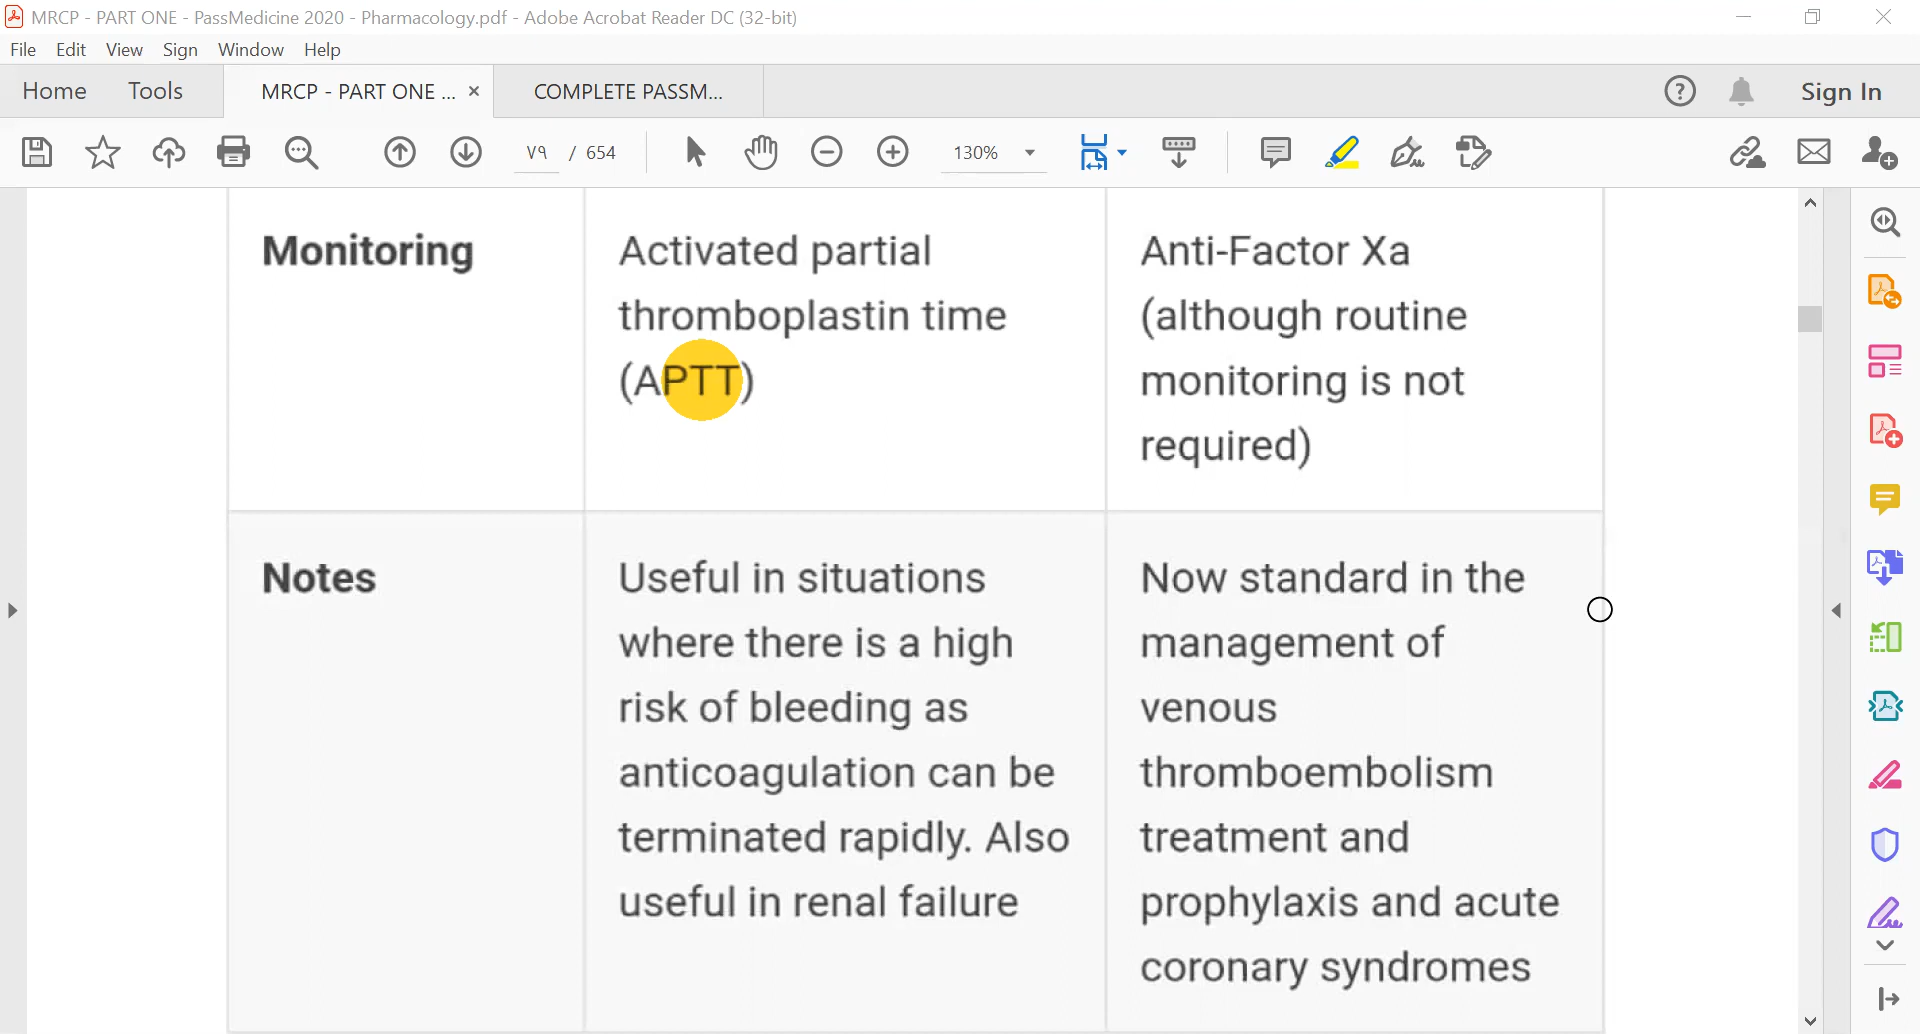 MRCP - PART ONE - PassMedicine 2020 - Pharmacology.pdf - Adobe Acrobat Reader DC (32-bit)
File Edit View Sign Window Help
Home Tools MRCP - PART ONE ... × COMPLETE PASSM... Sign In
٧٩ / 654 130%
Monitoring
Activated partial
thromboplastin time
(APTT)
Anti-Factor Xa
(although routine
monitoring is not
required)
Notes
Useful in situations
where there is a high
risk of bleeding as
anticoagulation can be
terminated rapidly. Also
useful in renal failure
Now standard in the
management of
venous
thromboembolism
treatment and
prophylaxis and acute
coronary syndromes